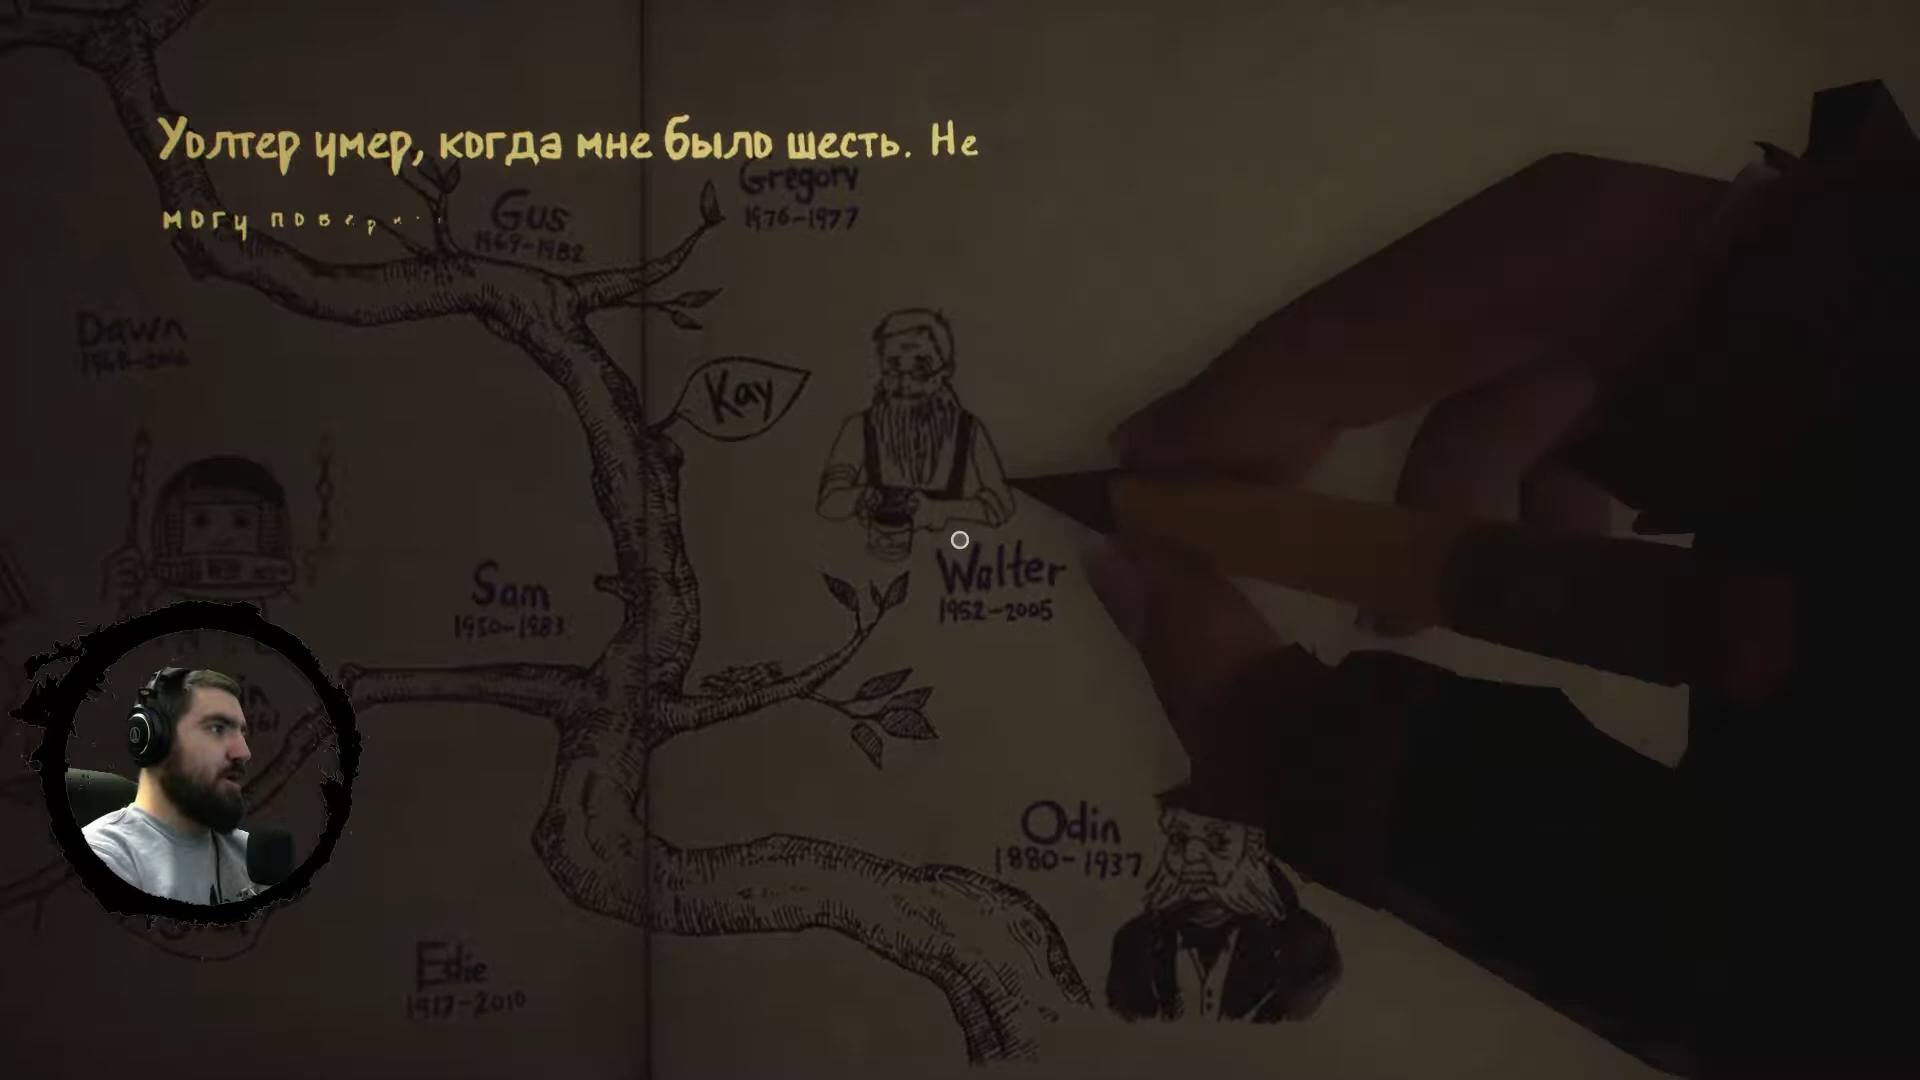 Уолтер умер, когда мне было шесть. Не
могу
Gregory
1976-1977
Gus
1969-1982
Dawn
Kay
Walter
1952-2005
Sam
1950-1983
Odin
1880-1937
Edie
1917-2010